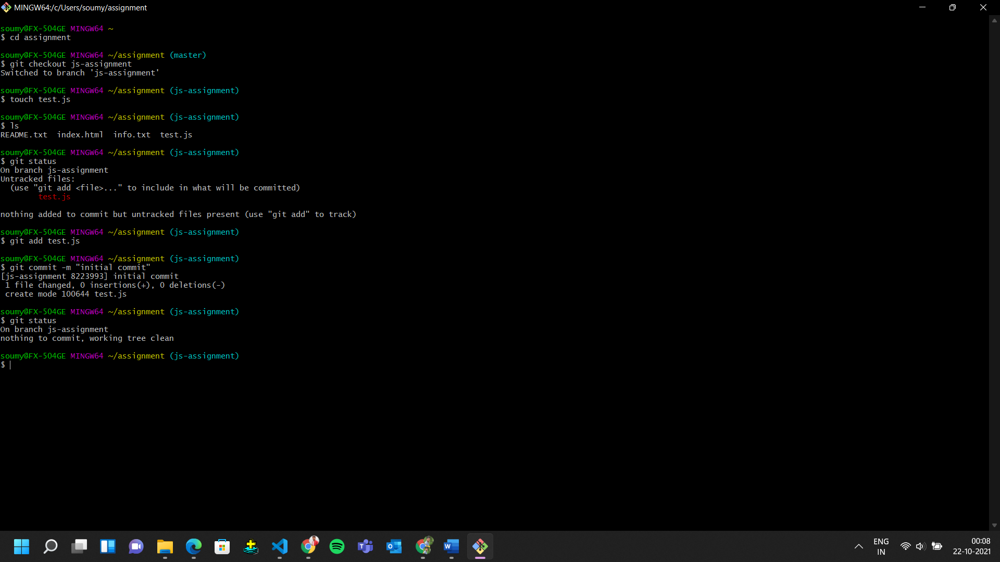 MINGW64:/c/Users/soumy/assignment
soumy@FX-504GE MINGW64 ~
$ cd assignment
soumy@FX-504GE MINGW64 ~/assignment (master)
$ git checkout js-assignment
Switched to branch 'js-assignment'
soumy@FX-504GE MINGW64 ~/assignment (js-assignment)
$ touch test.js
soumy@FX-504GE MINGW64 ~/assignment (js-assignment)
$ ls
README.txt  index.html  info.txt  test.js
soumy@FX-504GE MINGW64 ~/assignment (js-assignment)
$ git status
On branch js-assignment
Untracked files:
  (use "git add <file>..." to include in what will be committed)
        test.js
nothing added to commit but untracked files present (use "git add" to track)
soumy@FX-504GE MINGW64 ~/assignment (js-assignment)
$ git add test.js
soumy@FX-504GE MINGW64 ~/assignment (js-assignment)
$ git commit -m "initial commit"
[js-assignment 8223993] initial commit
 1 file changed, 0 insertions(+), 0 deletions(-)
 create mode 100644 test.js
soumy@FX-504GE MINGW64 ~/assignment (js-assignment)
$ git status
On branch js-assignment
nothing to commit, working tree clean
soumy@FX-504GE MINGW64 ~/assignment (js-assignment)
$
ENG
IN
00:08
22-10-2021